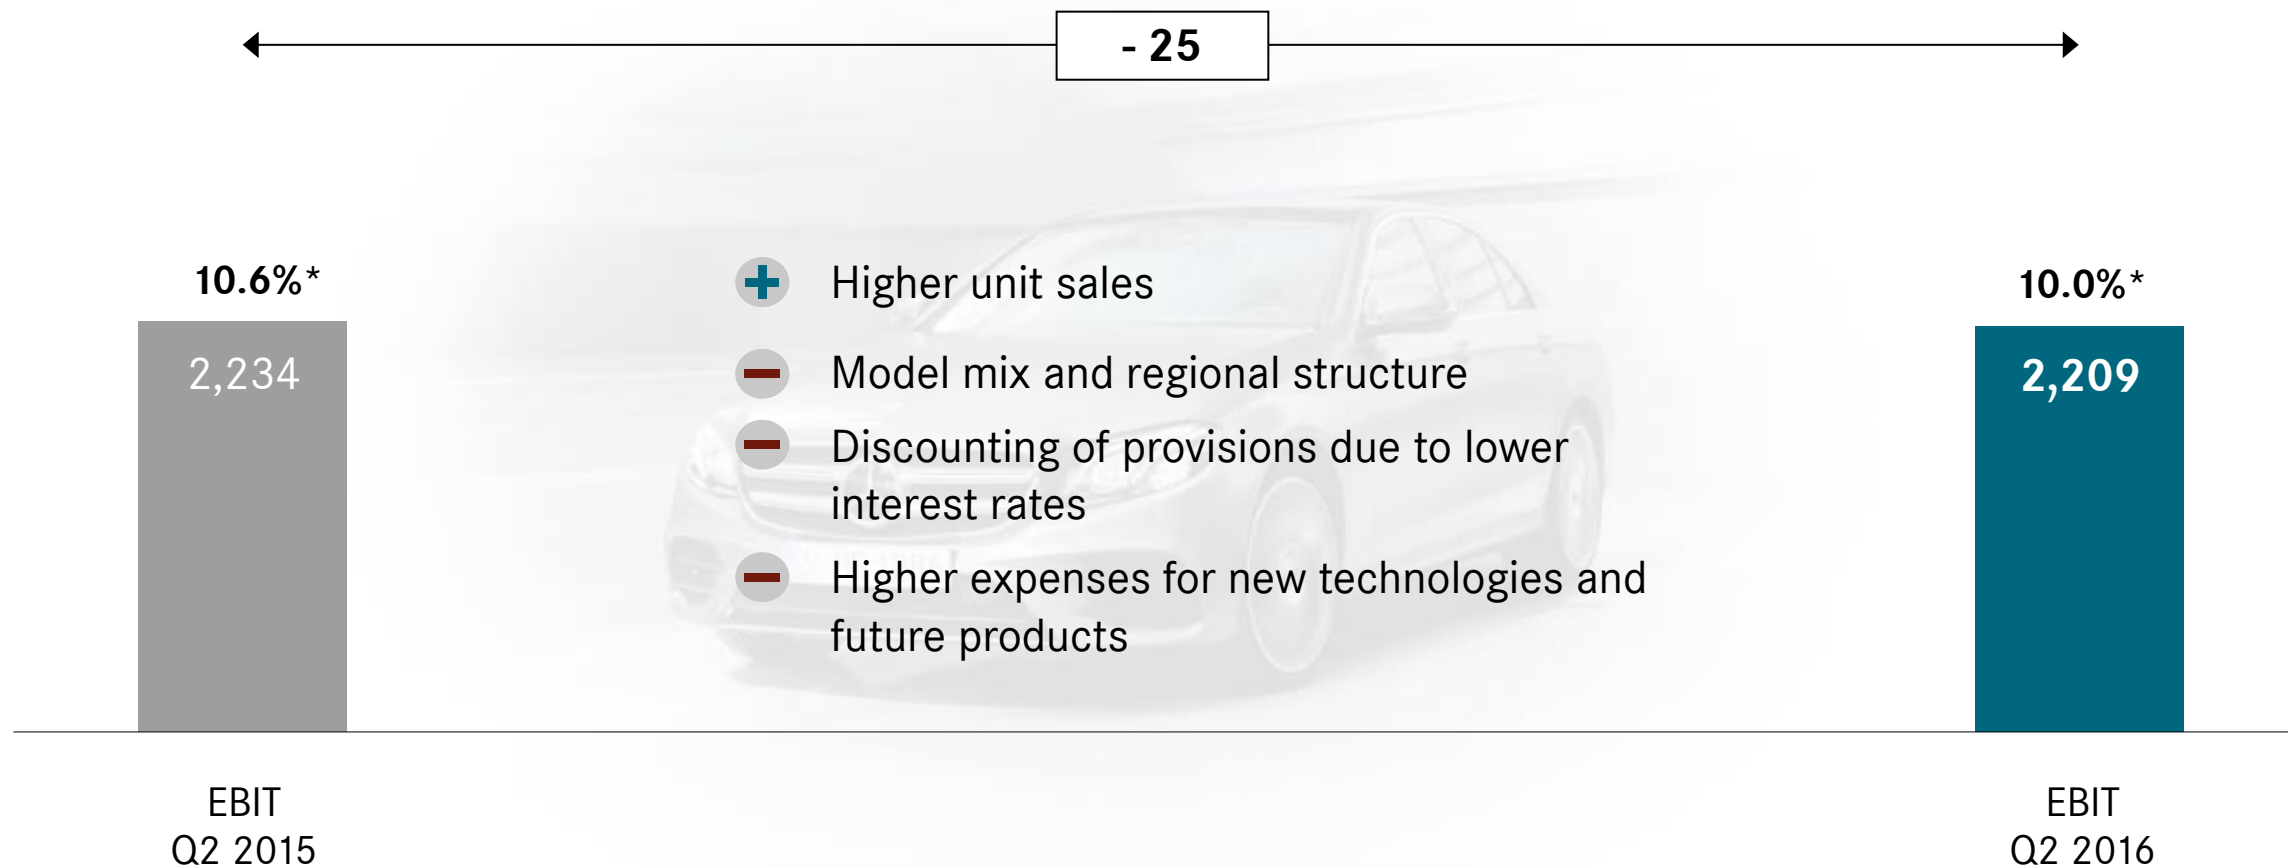 - 25
10.6%*
2,234
Higher unit sales
Model mix and regional structure
Discounting of provisions due to lower
interest rates
Higher expenses for new technologies and
future products
10.0%*
2,209
EBIT
Q2 2015
EBIT
Q2 2016